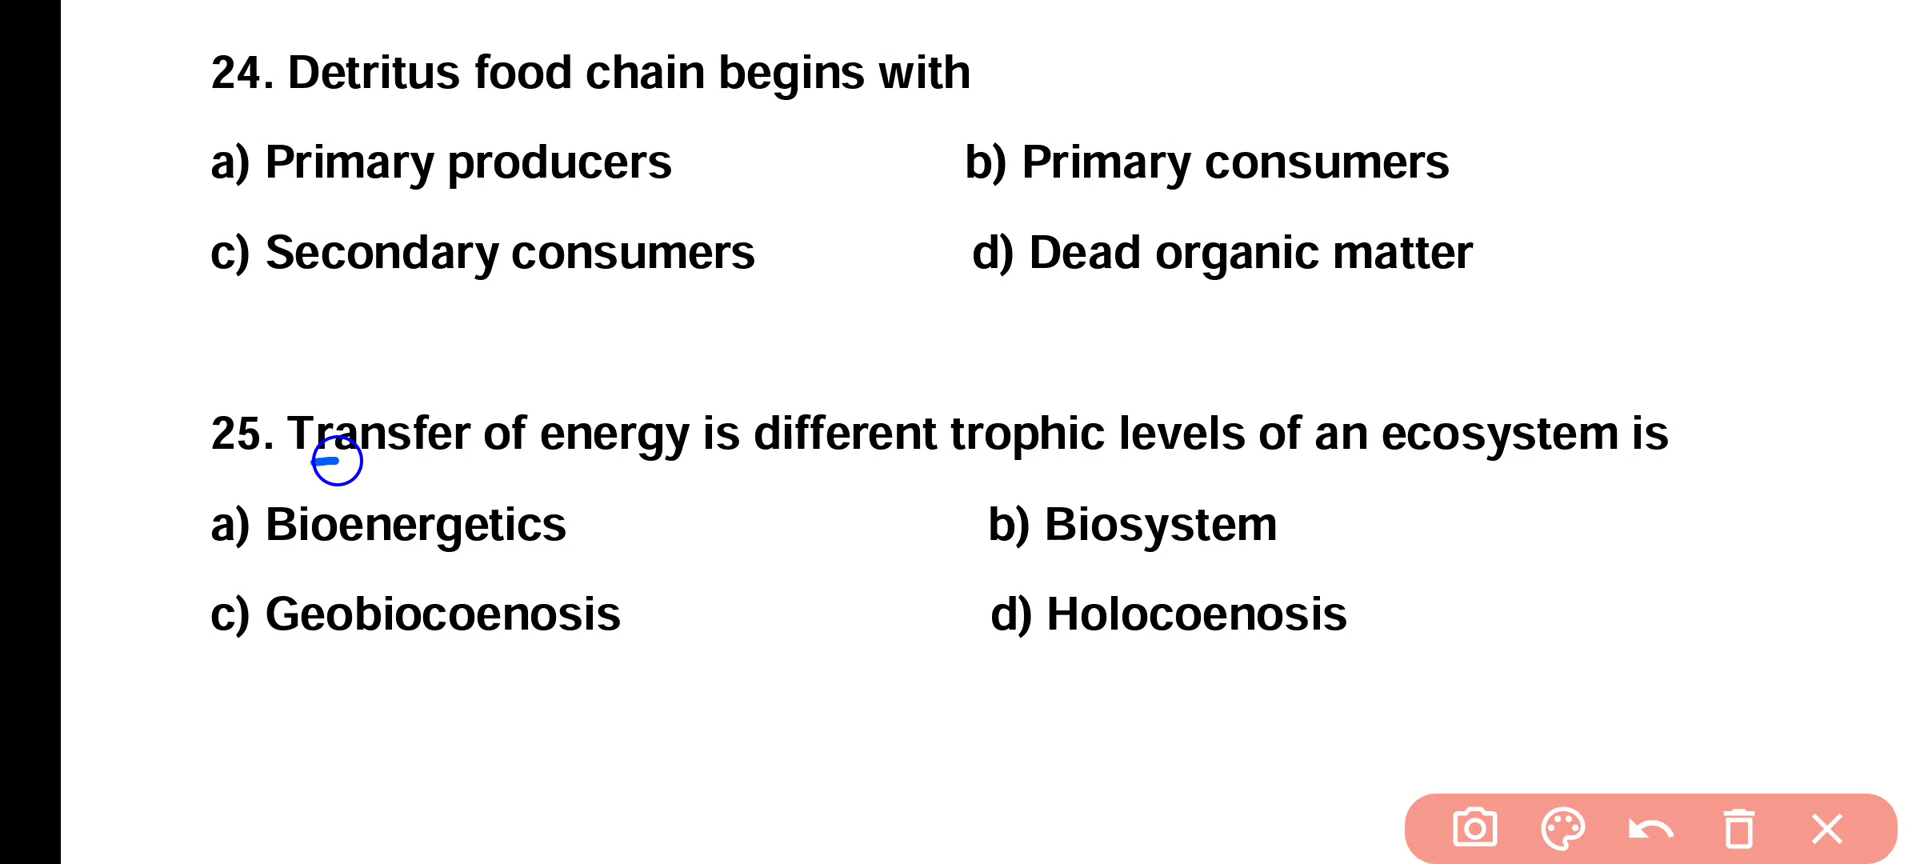 24. Detritus food chain begins with
a) Primary producers b) Primary consumers
c) Secondary consumers d) Dead organic matter
25. Transfer of energy is different trophic levels of an ecosystem is
a) Bioenergetics b) Biosystem
c) Geobiocoenosis d) Holocoenosis